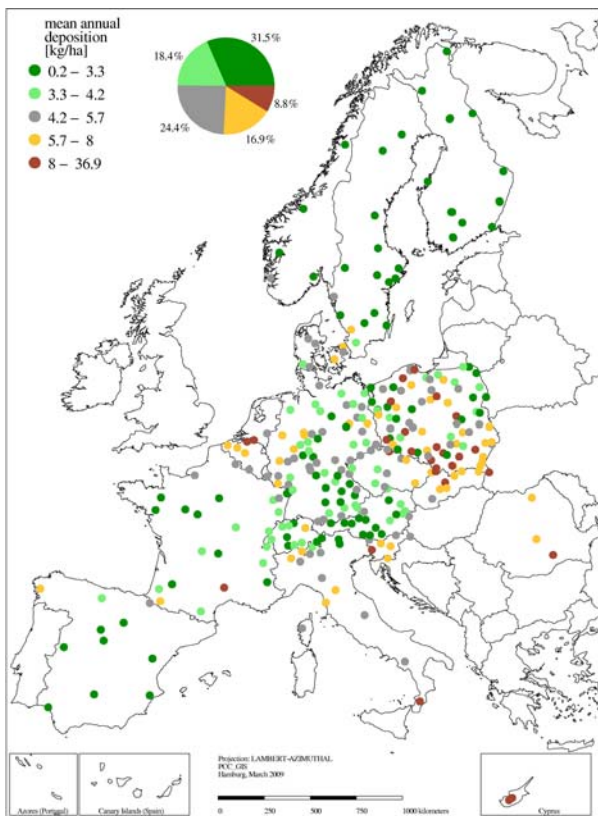 mean annual
deposition
[kg/ha]
0.2 – 3.3
3.3 – 4.2
4.2 – 5.7
5.7 – 8
8 – 36.9
31.5%
18.4%
8.8%
24.4%
16.9%
Projection: LAMBERT-AZIMUTHAL
PCC_GIS
Hamburg, March 2009
0 250 500 750 1000 kilometers
Azores (Portugal)
Canary Islands (Spain)
Cyprus